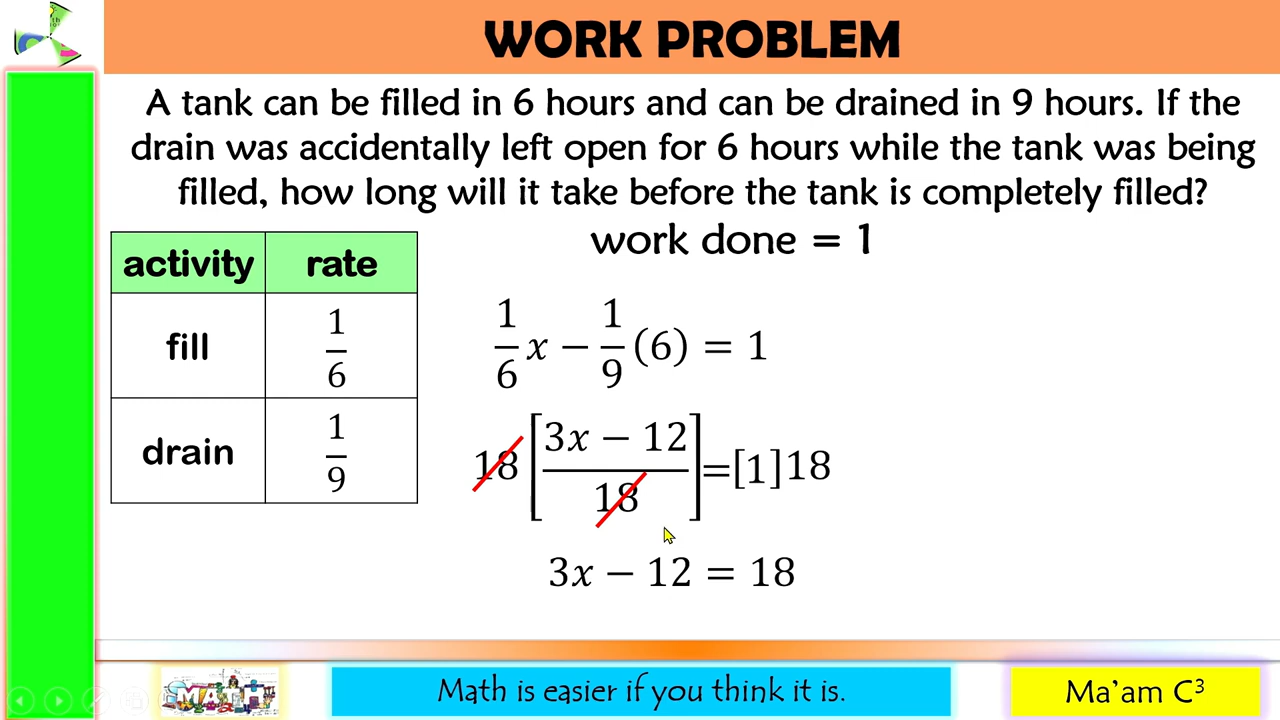 WORK PROBLEM
A tank can be filled in 6 hours and can be drained in 9 hours. If the
drain was accidentally left open for 6 hours while the tank was being
filled, how long will it take before the tank is completely filled?
work done = 1
activity rate
fill 1/6
drain 1/9
1/6 x − 1/9 (6) = 1
18 [(3x − 12)/18] = [1]18
3x − 12 = 18
MATH
Math is easier if you think it is.
Ma'am C³